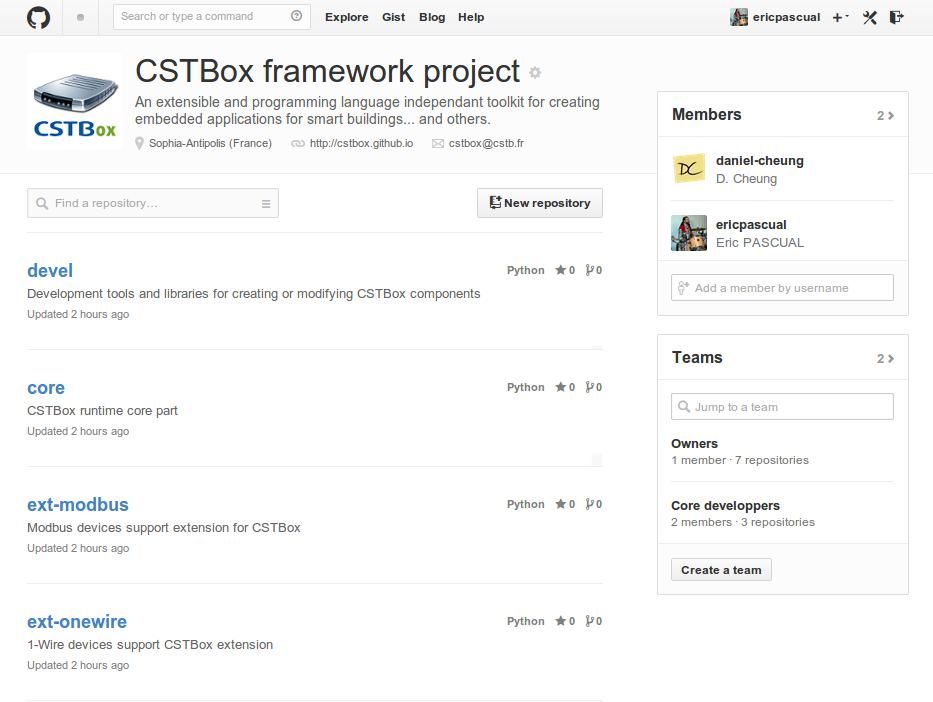 Search or type a command
Explore Gist Blog Help
ericpascual
CSTBox
CSTBox framework project
An extensible and programming language independant toolkit for creating
embedded applications for smart buildings... and others.
Sophia-Antipolis (France) http://cstbox.github.io cstbox@cstb.fr
Find a repository…
New repository
devel
Python 0 0
Development tools and libraries for creating or modifying CSTBox components
Updated 2 hours ago
core
Python 0 0
CSTBox runtime core part
Updated 2 hours ago
ext-modbus
Python 0 0
Modbus devices support extension for CSTBox
Updated 2 hours ago
ext-onewire
Python 0 0
1-Wire devices support CSTBox extension
Updated 2 hours ago
Members 2
DC
daniel-cheung
D. Cheung
ericpascual
Eric PASCUAL
Add a member by username
Teams 2
Jump to a team
Owners
1 member · 7 repositories
Core developpers
2 members · 3 repositories
Create a team